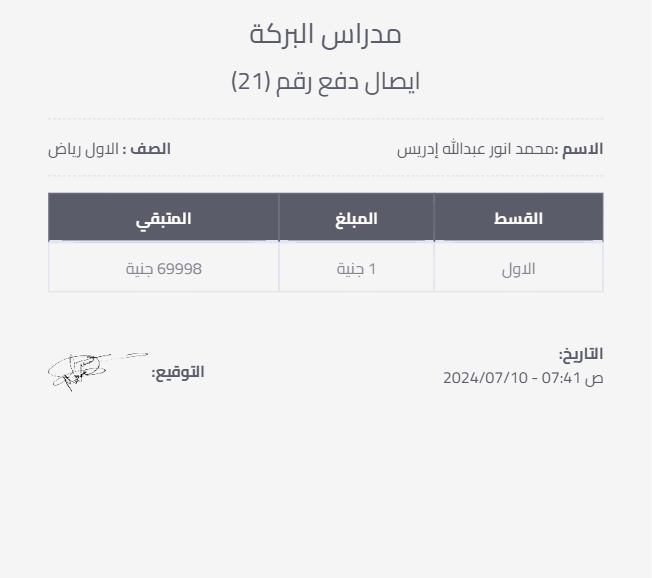 مدراس البركة
ايصال دفع رقم (21)
الاسم :محمد انور عبدالله إدريس
الصف : الاول رياض
القسط المبلغ المتبقي
الاول 1 جنية 69998 جنية
التاريخ:
ص 07:41 - 2024/07/10
التوقيع: